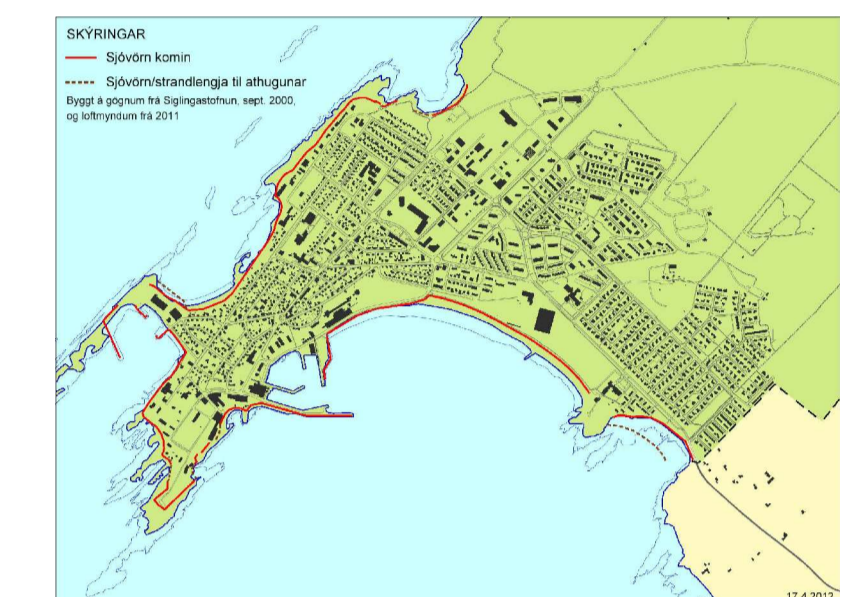 SKÝRINGAR
Sjóvörn komin
Sjóvörn/strandlengja til athugunar
Byggt á gögnum frá Siglingastofnun, sept. 2000,
og loftmyndum frá 2011
17.4.2012